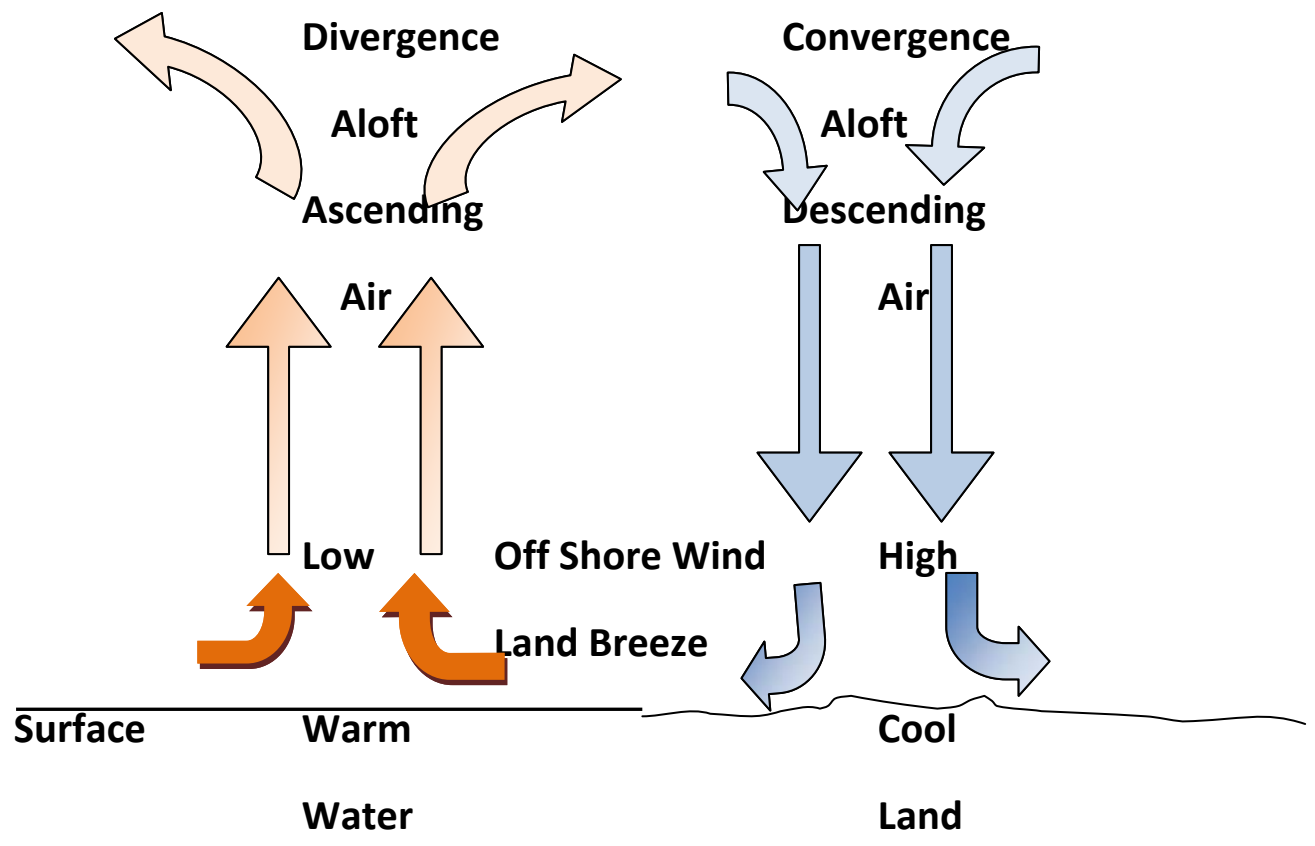 Divergence Convergence
Aloft Aloft
Ascending Descending
Air Air
Low Off Shore Wind High
Land Breeze
Surface Warm Cool
Water Land